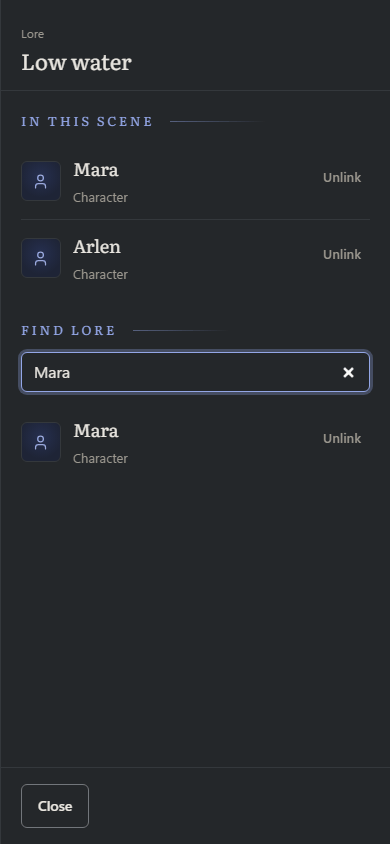 Lore
Low water
IN THIS SCENE
Mara
Character
Unlink
Arlen
Character
Unlink
FIND LORE
Mara
Mara
Character
Unlink
Close